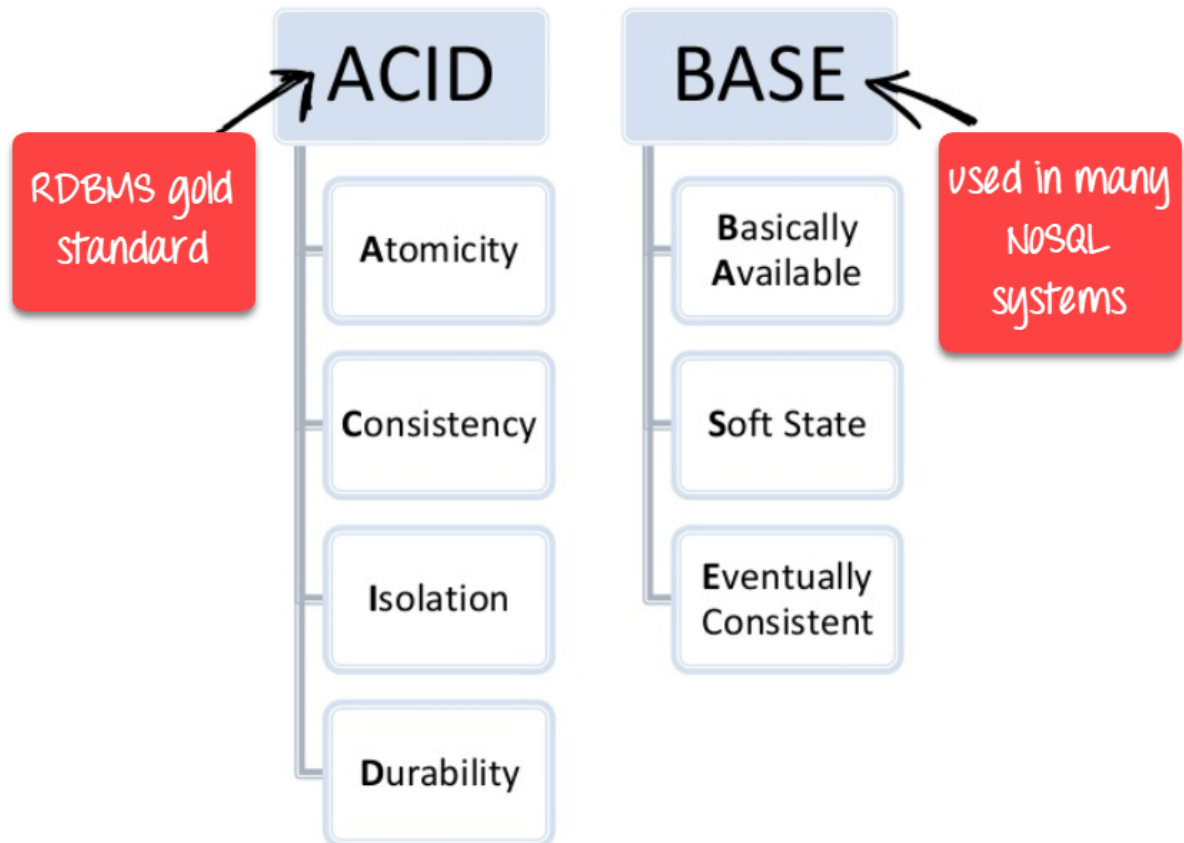 ACID
BASE
RDBMS gold
standard
used in many
NOSQL
systems
Atomicity
Consistency
Isolation
Durability
Basically
Available
Soft State
Eventually
Consistent